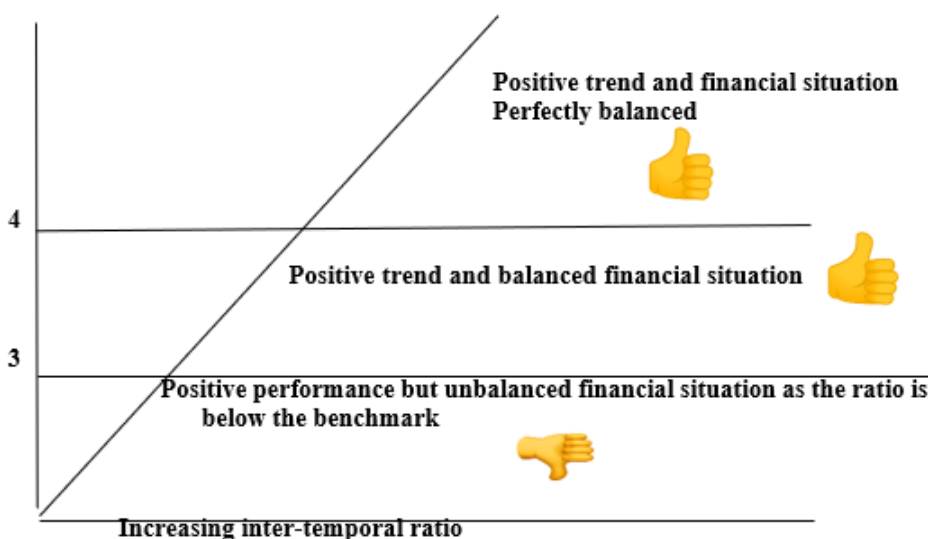 Positive trend and financial situation
Perfectly balanced
4
Positive trend and balanced financial situation
3
Positive performance but unbalanced financial situation as the ratio is
below the benchmark
Increasing inter-temporal ratio